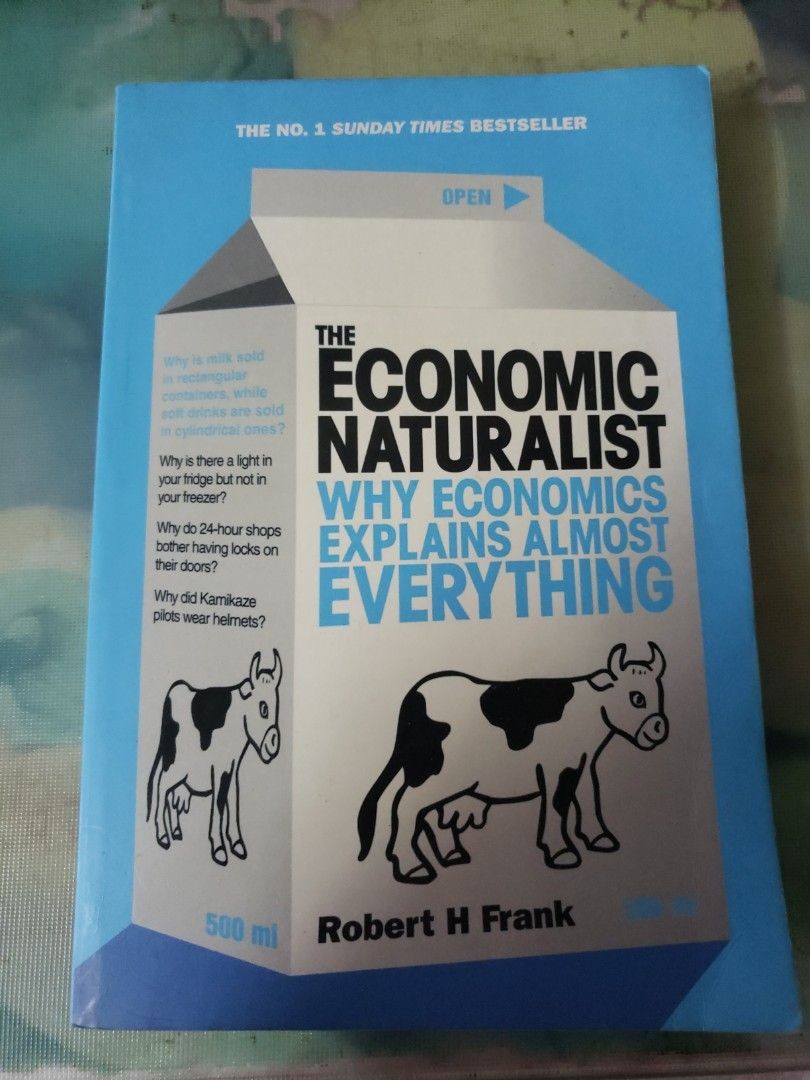 THE NO. 1 SUNDAY TIMES BESTSELLER
OPEN
Why is milk sold
in rectangular
containers, while
soft drinks are sold
in cylindrical ones?
Why is there a light in
your fridge but not in
your freezer?
Why do 24-hour shops
bother having locks on
their doors?
Why did Kamikaze
pilots wear helmets?
500 ml
THE
ECONOMIC
NATURALIST
WHY ECONOMICS
EXPLAINS ALMOST
EVERYTHING
Robert H Frank